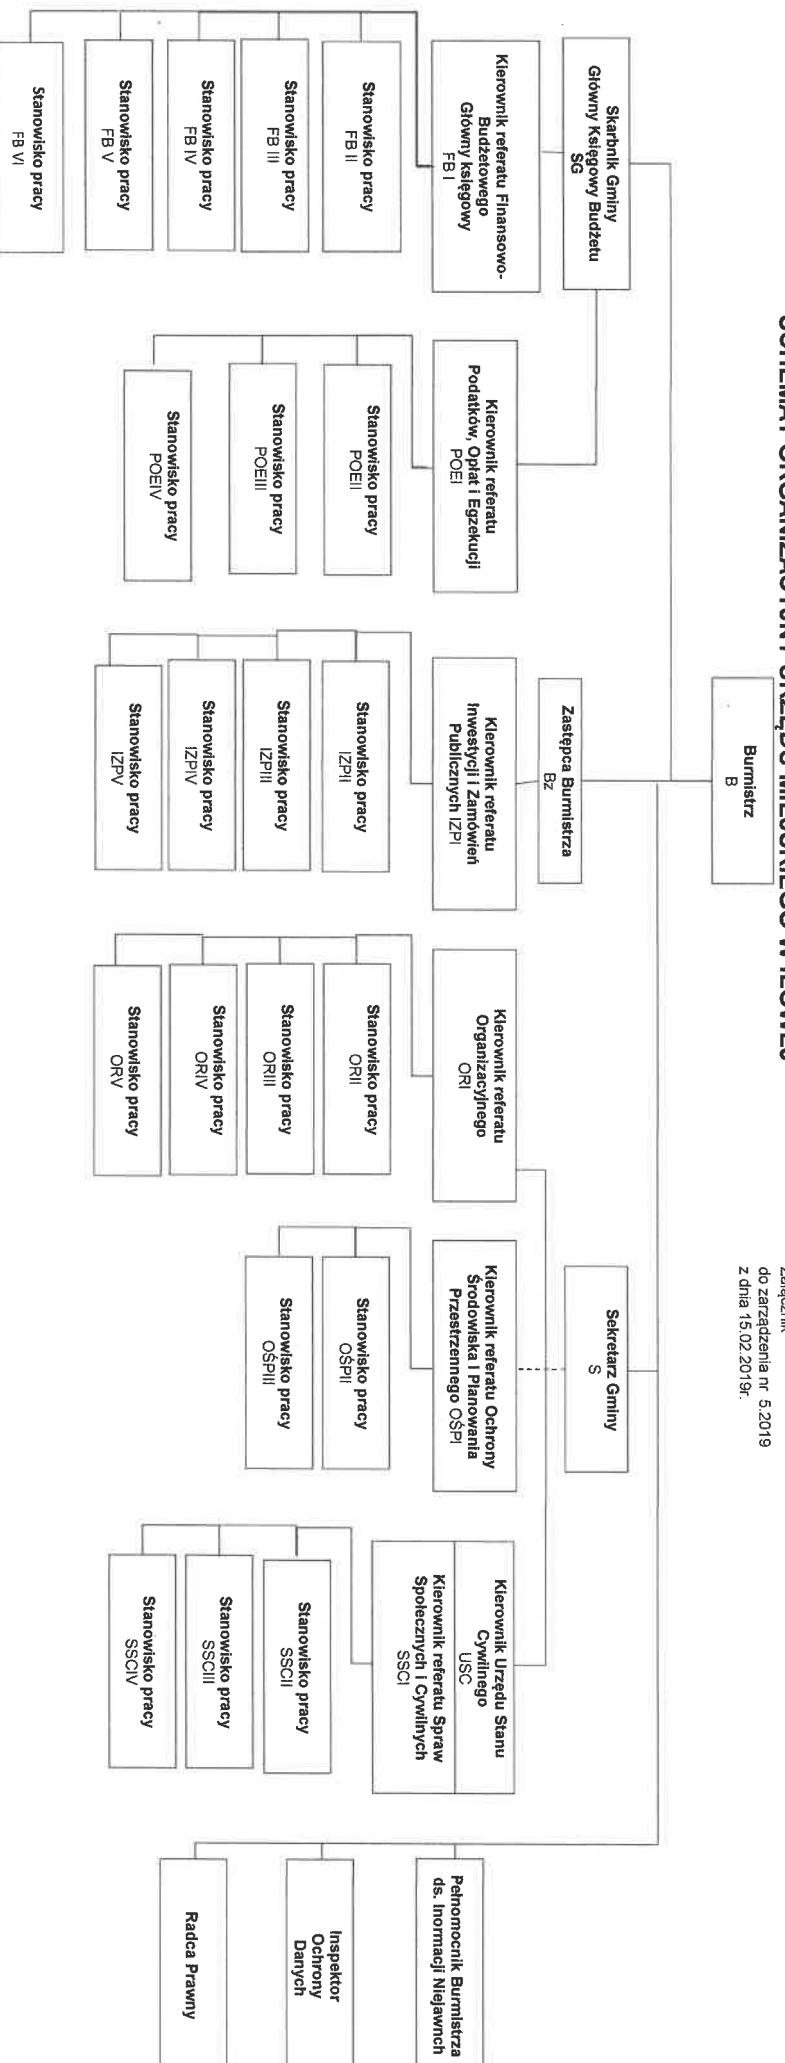 SCHEMAT ORGANIZACYJNY URZĘDU MIEJSKIEGO W IŁOWEJ
Załącznik
do zarządzenia nr 5.2019
z dnia 15.02.2019r.
Burmistrz
B
Skarbnik Gminy
Główny Księgowy Budżetu
SG
Zastępca Burmistrza
Bz
Sekretarz Gminy
S
Kierownik referatu Finansowo-
Budżetowego
Główny księgowy
FB I
Kierownik referatu
Podatków, Opłat i Egzekucji
POEI
Kierownik referatu
Inwestycji i Zamówień
Publicznych IZPI
Kierownik referatu
Organizacyjnego
ORI
Kierownik referatu Ochrony
Środowiska i Planowania
Przestrzennego OŚPI
Kierownik Urzędu Stanu
Cywilnego
USC
Kierownik referatu Spraw
Społecznych i Cywilnych
SSCI
Pełnomocnik Burmistrza
ds. Inormacji Niejawnch
Inspektor
Ochrony
Danych
Radca Prawny
Stanowisko pracy
FB II
Stanowisko pracy
FB III
Stanowisko pracy
FB IV
Stanowisko pracy
FB V
Stanowisko pracy
FB VI
Stanowisko pracy
POEII
Stanowisko pracy
POEIII
Stanowisko pracy
POEIV
Stanowisko pracy
IZPII
Stanowisko pracy
IZPIII
Stanowisko pracy
IZPIV
Stanowisko pracy
IZPV
Stanowisko pracy
ORII
Stanowisko pracy
ORIII
Stanowisko pracy
ORIV
Stanowisko pracy
ORV
Stanowisko pracy
OŚPII
Stanowisko pracy
OŚPIII
Stanowisko pracy
SSCII
Stanowisko pracy
SSCIII
Stanowisko pracy
SSCIV